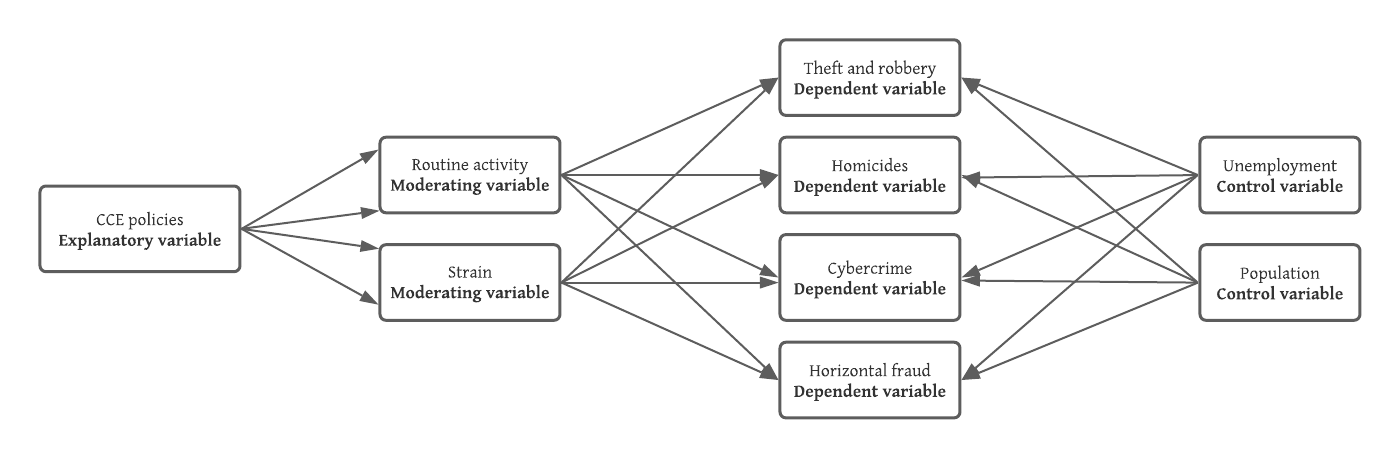 CCE policies
Explanatory variable
Routine activity
Moderating variable
Strain
Moderating variable
Theft and robbery
Dependent variable
Homicides
Dependent variable
Cybercrime
Dependent variable
Horizontal fraud
Dependent variable
Unemployment
Control variable
Population
Control variable